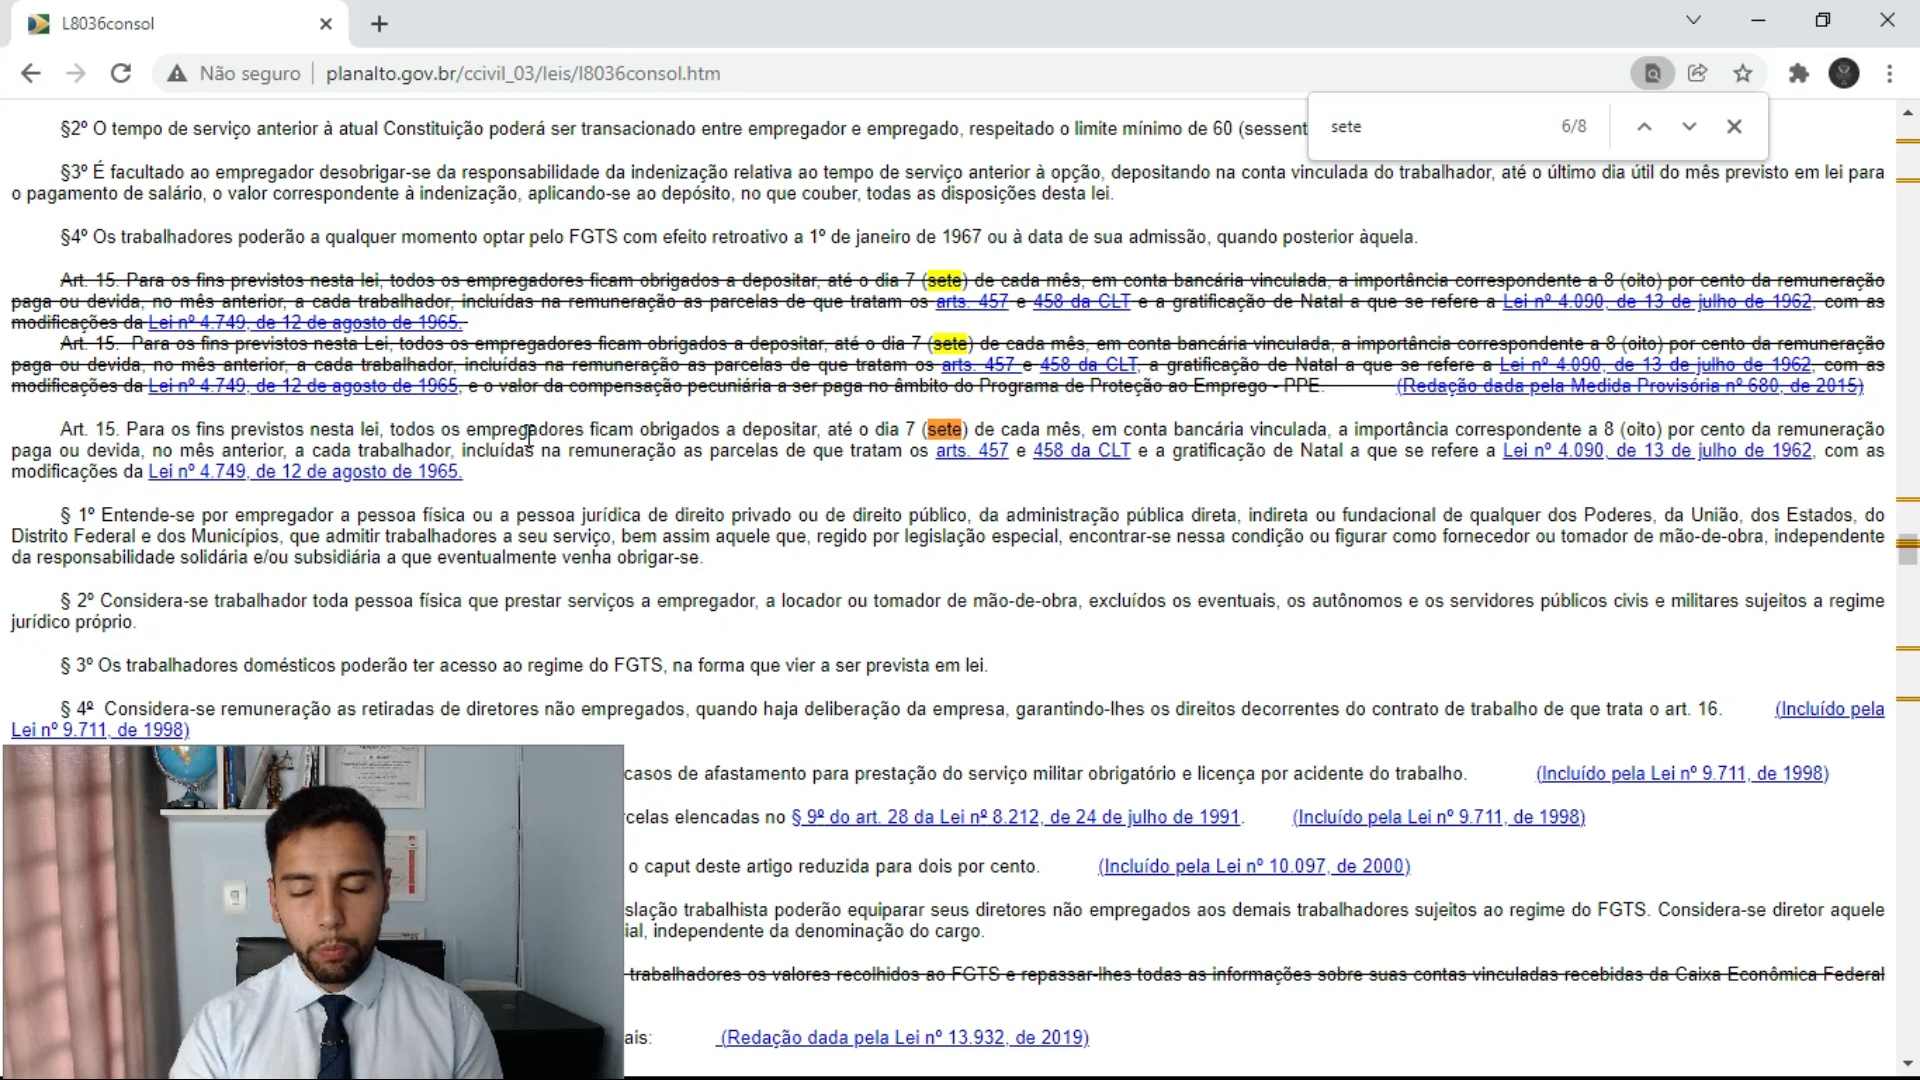 L8036consol
Não seguro | planalto.gov.br/ccivil_03/leis/l8036consol.htm
sete 6/8
§2º O tempo de serviço anterior à atual Constituição poderá ser transacionado entre empregador e empregado, respeitado o limite mínimo de 60 (sessent
§3º É facultado ao empregador desobrigar-se da responsabilidade da indenização relativa ao tempo de serviço anterior à opção, depositando na conta vinculada do trabalhador, até o último dia útil do mês previsto em lei para
o pagamento de salário, o valor correspondente à indenização, aplicando-se ao depósito, no que couber, todas as disposições desta lei.
§4º Os trabalhadores poderão a qualquer momento optar pelo FGTS com efeito retroativo a 1º de janeiro de 1967 ou à data de sua admissão, quando posterior àquela.
Art. 15. Para os fins previstos nesta lei, todos os empregadores ficam obrigados a depositar, até o dia 7 (sete) de cada mês, em conta bancária vinculada, a importância correspondente a 8 (oito) por cento da remuneração
paga ou devida, no mês anterior, a cada trabalhador, incluídas na remuneração as parcelas de que tratam os arts. 457 e 458 da CLT e a gratificação de Natal a que se refere a Lei nº 4.090, de 13 de julho de 1962, com as
modificações da Lei nº 4.749, de 12 de agosto de 1965.
Art. 15. Para os fins previstos nesta Lei, todos os empregadores ficam obrigados a depositar, até o dia 7 (sete) de cada mês, em conta bancária vinculada, a importância correspondente a 8 (oito) por cento da remuneração
paga ou devida, no mês anterior, a cada trabalhador, incluídas na remuneração as parcelas de que tratam os arts. 457 e 458 da CLT, a gratificação de Natal a que se refere a Lei nº 4.090, de 13 de julho de 1962, com as
modificações da Lei nº 4.749, de 12 de agosto de 1965, e o valor da compensação pecuniária a ser paga no âmbito do Programa de Proteção ao Emprego - PPE. (Redação dada pela Medida Provisória nº 680, de 2015)
Art. 15. Para os fins previstos nesta lei, todos os empregadores ficam obrigados a depositar, até o dia 7 (sete) de cada mês, em conta bancária vinculada, a importância correspondente a 8 (oito) por cento da remuneração
paga ou devida, no mês anterior, a cada trabalhador, incluídas na remuneração as parcelas de que tratam os arts. 457 e 458 da CLT e a gratificação de Natal a que se refere a Lei nº 4.090, de 13 de julho de 1962, com as
modificações da Lei nº 4.749, de 12 de agosto de 1965.
§ 1º Entende-se por empregador a pessoa física ou a pessoa jurídica de direito privado ou de direito público, da administração pública direta, indireta ou fundacional de qualquer dos Poderes, da União, dos Estados, do
Distrito Federal e dos Municípios, que admitir trabalhadores a seu serviço, bem assim aquele que, regido por legislação especial, encontrar-se nessa condição ou figurar como fornecedor ou tomador de mão-de-obra, independente
da responsabilidade solidária e/ou subsidiária a que eventualmente venha obrigar-se.
§ 2º Considera-se trabalhador toda pessoa física que prestar serviços a empregador, a locador ou tomador de mão-de-obra, excluídos os eventuais, os autônomos e os servidores públicos civis e militares sujeitos a regime
jurídico próprio.
§ 3º Os trabalhadores domésticos poderão ter acesso ao regime do FGTS, na forma que vier a ser prevista em lei.
§ 4º Considera-se remuneração as retiradas de diretores não empregados, quando haja deliberação da empresa, garantindo-lhes os direitos decorrentes do contrato de trabalho de que trata o art. 16. (Incluído pela
Lei nº 9.711, de 1998)
casos de afastamento para prestação do serviço militar obrigatório e licença por acidente do trabalho. (Incluído pela Lei nº 9.711, de 1998)
rcelas elencadas no § 9º do art. 28 da Lei nº 8.212, de 24 de julho de 1991. (Incluído pela Lei nº 9.711, de 1998)
o caput deste artigo reduzida para dois por cento. (Incluído pela Lei nº 10.097, de 2000)
slação trabalhista poderão equiparar seus diretores não empregados aos demais trabalhadores sujeitos ao regime do FGTS. Considera-se diretor aquele
ial, independente da denominação do cargo.
trabalhadores os valores recolhidos ao FGTS e repassar-lhes todas as informações sobre suas contas vinculadas recebidas da Caixa Econômica Federal
ais: (Redação dada pela Lei nº 13.932, de 2019)